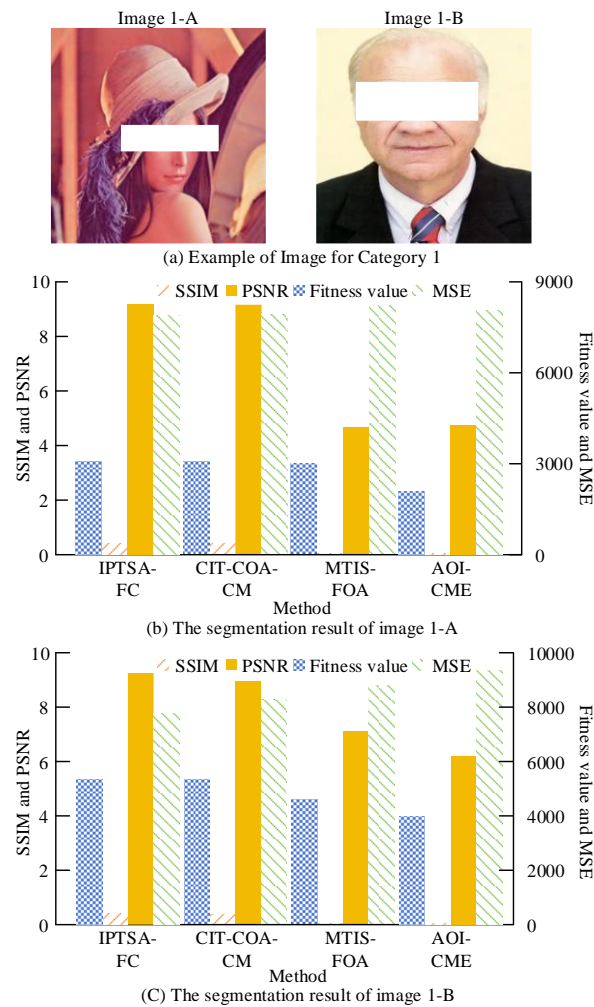 Image 1-A
Image 1-B
(a) Example of Image for Category 1
SSIM PSNR Fitness value MSE
10
8
6
4
2
0
SSIM and PSNR
9000
6000
3000
0
Fitness value and MSE
IPTSA-
FC
CIT-COA-
CM
MTIS-
FOA
AOI-
CME
Method
(b) The segmentation result of image 1-A
SSIM PSNR Fitness value MSE
10
8
6
4
2
0
SSIM and PSNR
10000
8000
6000
4000
2000
0
Fitness value and MSE
IPTSA-
FC
CIT-COA-
CM
MTIS-
FOA
AOI-
CME
Method
(C) The segmentation result of image 1-B